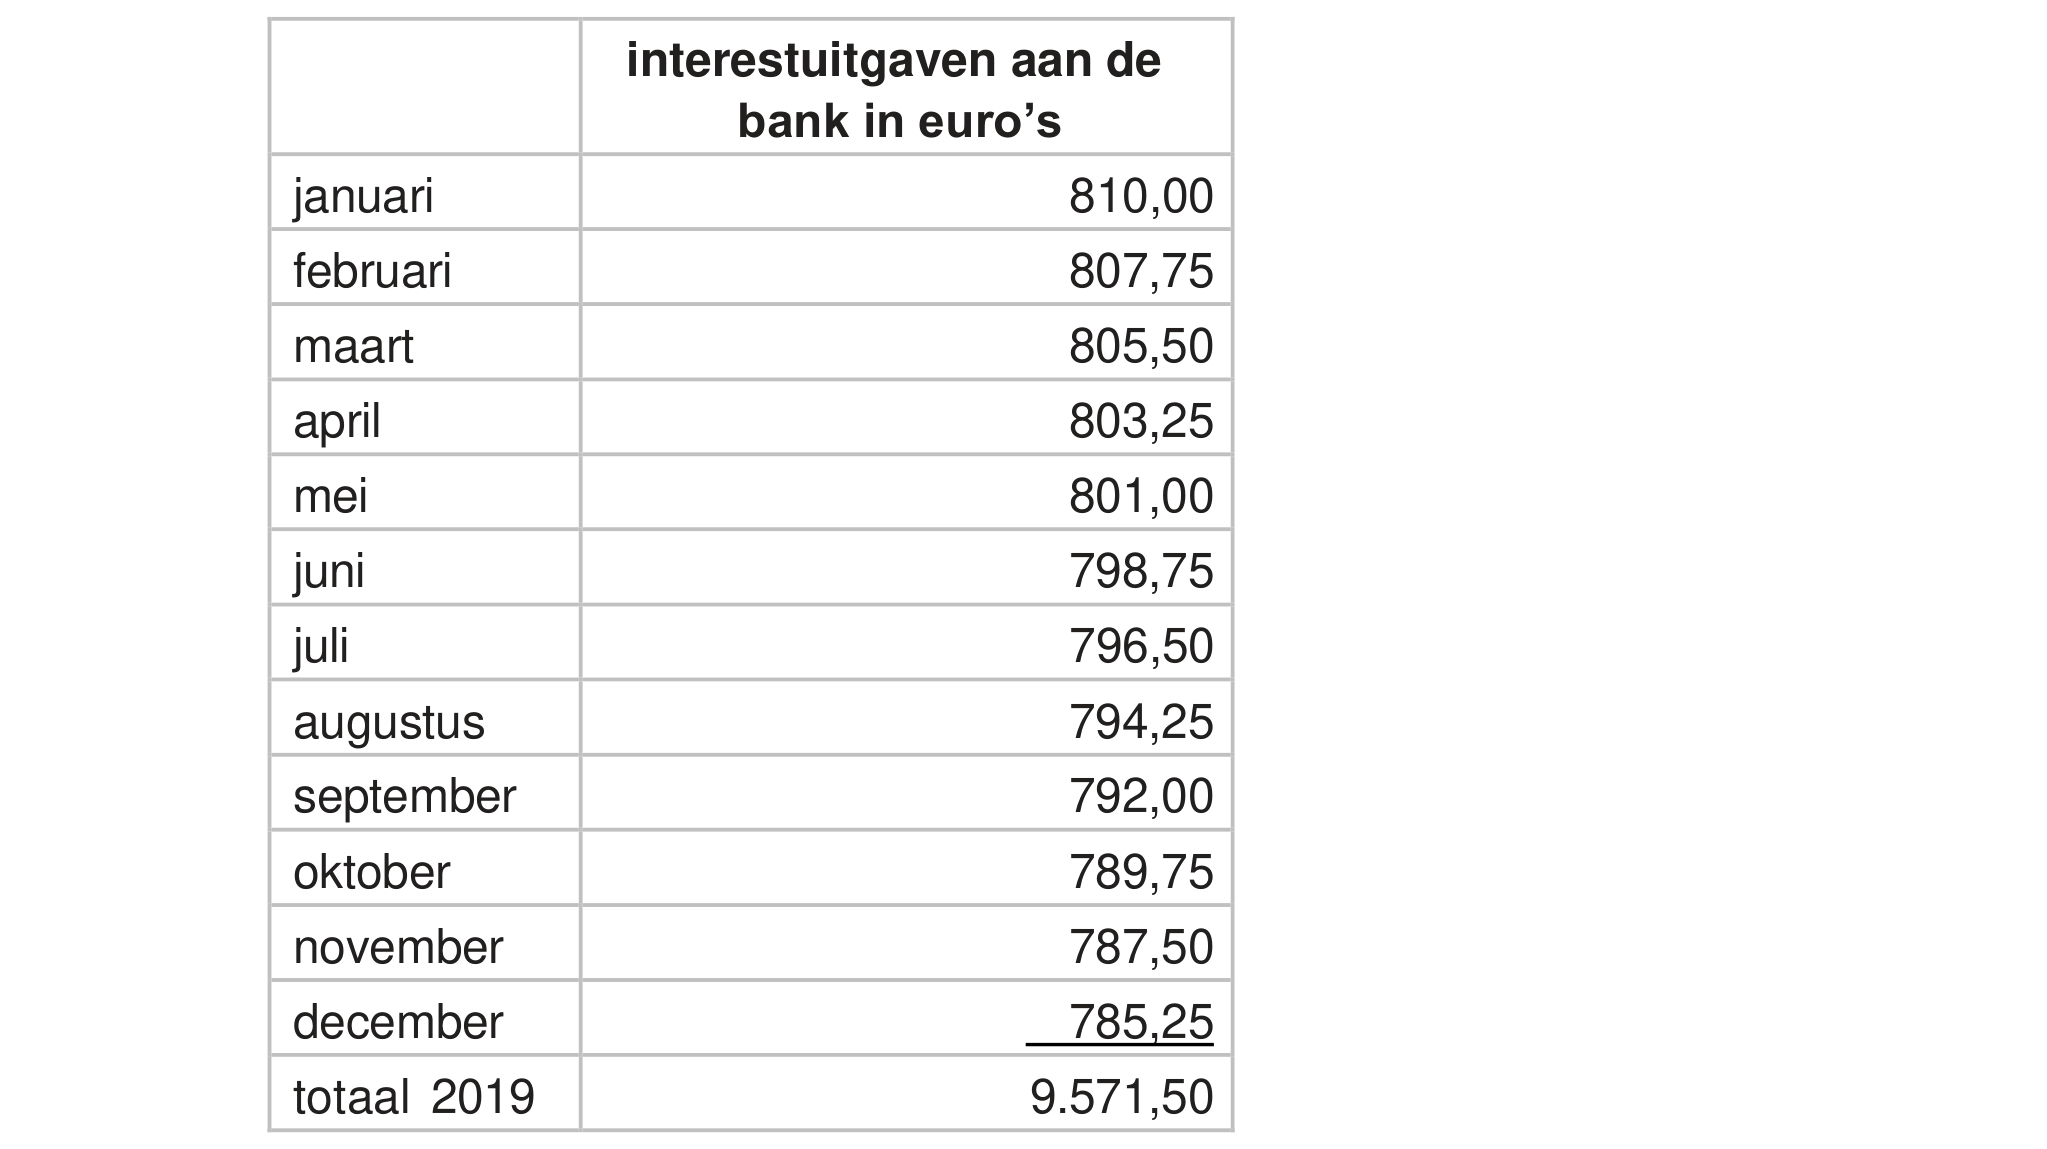 interestuitgaven aan de
bank in euro’s
januari 810,00
februari 807,75
maart 805,50
april 803,25
mei 801,00
juni 798,75
juli 796,50
augustus 794,25
september 792,00
oktober 789,75
november 787,50
december 785,25
totaal 2019 9.571,50